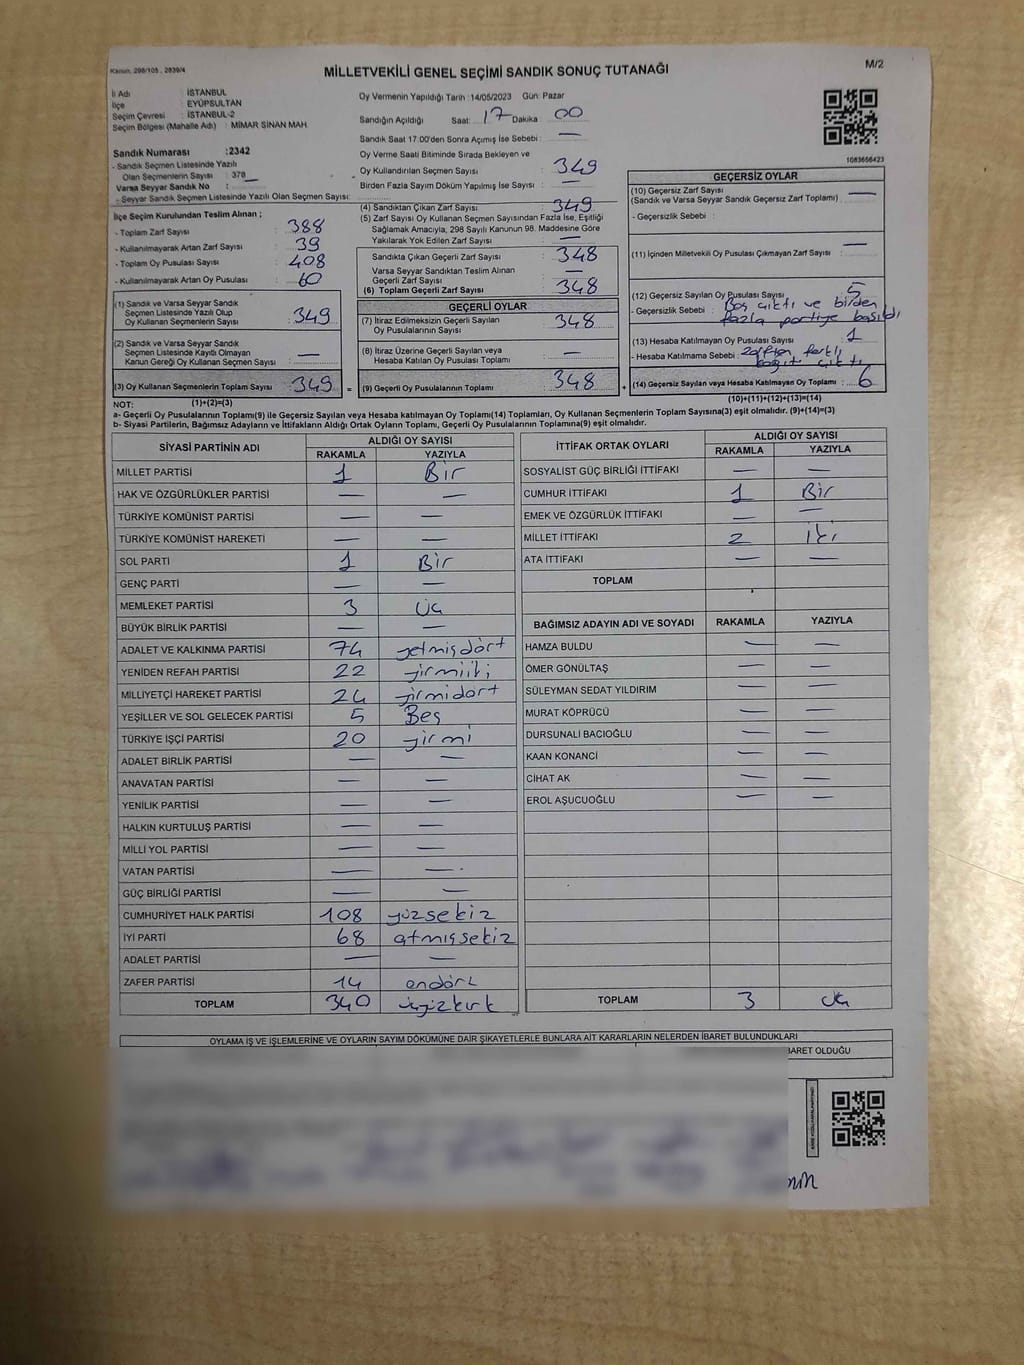 Kanun, 298/105 , 2839/4
MİLLETVEKİLİ GENEL SEÇİMİ SANDIK SONUÇ TUTANAĞI
M/2
İl Adı : İSTANBUL
İlçe : EYÜPSULTAN
Seçim Çevresi : İSTANBUL-2
Seçim Bölgesi (Mahalle Adı) : MİMAR SİNAN MAH.
Oy Vermenin Yapıldığı Tarih :14/05/2023 Gün: Pazar
Sandığın Açıldığı Saat: 17 Dakika : 00
Sandık Saat 17:00'den Sonra Açımış İse Sebebi : —
Oy Verme Saati Bitiminde Sırada Bekleyen ve
Oy Kullandırılan Seçmen Sayısı : 349
Birden Fazla Sayım Döküm Yapılmış İse Sayısı : —
1083656423
Sandık Numarası :2342
- Sandık Seçmen Listesinde Yazılı
Olan Seçmenlerin Sayısı : 378
Varsa Seyyar Sandık No :
- Seyyar Sandık Seçmen Listesinde Yazılı Olan Seçmen Sayısı:
İlçe Seçim Kurulundan Teslim Alınan ;
- Toplam Zarf Sayısı : 388
- Kullanılmayarak Artan Zarf Sayısı : 39
- Toplam Oy Pusulası Sayısı : 408
- Kullanılmayarak Artan Oy Pusulası : 60
(1) Sandık ve Varsa Seyyar Sandık
Seçmen Listesinde Yazılı Olup
Oy Kullanan Seçmenlerin Sayısı : 349
(2) Sandık ve Varsa Seyyar Sandık
Seçmen Listesinde Kayıtlı Olmayan
Kanun Gereği Oy Kullanan Seçmen Sayısı : —
(3) Oy Kullanan Seçmenlerin Toplam Sayısı : 349 =
(4) Sandıktan Çıkan Zarf Sayısı : 349
(5) Zarf Sayısı Oy Kullanan Seçmen Sayısından Fazla İse, Eşitliği
Sağlamak Amacıyla, 298 Sayılı Kanunun 98. Maddesine Göre
Yakılarak Yok Edilen Zarf Sayısı : —
Sandıkta Çıkan Geçerli Zarf Sayısı : 348
Varsa Seyyar Sandıktan Teslim Alınan
Geçerli Zarf Sayısı : —
(6) Toplam Geçerli Zarf Sayısı : 348
GEÇERLİ OYLAR
(7) İtiraz Edilmeksizin Geçerli Sayılan
Oy Pusulalarının Sayısı : 348
(8) İtiraz Üzerine Geçerli Sayılan veya
Hesaba Katılan Oy Pusulası Toplamı : —
(9) Geçerli Oy Pusulalarının Toplamı : 348 +
GEÇERSİZ OYLAR
(10) Geçersiz Zarf Sayısı : —
(Sandık ve Varsa Seyyar Sandık Geçersiz Zarf Toplamı)
- Geçersizlik Sebebi :
(11) İçinden Milletvekili Oy Pusulası Çıkmayan Zarf Sayısı : —
(12) Geçersiz Sayılan Oy Pusulası Sayısı : 5
- Geçersizlik Sebebi : Boş çıktı ve birden
fazla partiye basıldı
(13) Hesaba Katılmayan Oy Pusulası Sayısı : 1
- Hesaba Katılmama Sebebi : zarftan farklı
kağıt çıktı
(14) Geçersiz Sayılan veya Hesaba Katılmayan Oy Toplamı : 6
NOT: (1)+(2)=(3)
(10)+(11)+(12)+(13)=(14)
a- Geçerli Oy Pusulalarının Toplamı(9) ile Geçersiz Sayılan veya Hesaba katılmayan Oy Toplamı(14) Toplamları, Oy Kullanan Seçmenlerin Toplam Sayısına(3) eşit olmalıdır. (9)+(14)=(3)
b- Siyasi Partilerin, Bağımsız Adayların ve İttifakların Aldığı Oyların Toplamı, Geçerli Oy Pusulalarının Toplamına(9) eşit olmalıdır.
SİYASİ PARTİNİN ADI ALDIĞI OY SAYISI
RAKAMLA YAZIYLA
MİLLET PARTİSİ 1 Bir
HAK VE ÖZGÜRLÜKLER PARTİSİ — —
TÜRKİYE KOMÜNİST PARTİSİ — —
TÜRKİYE KOMÜNİST HAREKETİ — —
SOL PARTİ 1 Bir
GENÇ PARTİ — —
MEMLEKET PARTİSİ 3 Üç
BÜYÜK BİRLİK PARTİSİ — —
ADALET VE KALKINMA PARTİSİ 74 yetmişdört
YENİDEN REFAH PARTİSİ 22 yirmiiki
MİLLİYETÇİ HAREKET PARTİSİ 24 yirmidört
YEŞİLLER VE SOL GELECEK PARTİSİ 5 Beş
TÜRKİYE İŞÇİ PARTİSİ 20 yirmi
ADALET BİRLİK PARTİSİ — —
ANAVATAN PARTİSİ — —
YENİLİK PARTİSİ — —
HALKIN KURTULUŞ PARTİSİ — —
MİLLİ YOL PARTİSİ — —
VATAN PARTİSİ — —
GÜÇ BİRLİĞİ PARTİSİ — —
CUMHURİYET HALK PARTİSİ 108 yüzsekiz
İYİ PARTİ 68 atmışsekiz
ADALET PARTİSİ — —
ZAFER PARTİSİ 14 ondört
TOPLAM 340 üçyüzkırk
İTTİFAK ORTAK OYLARI ALDIĞI OY SAYISI
RAKAMLA YAZIYLA
SOSYALİST GÜÇ BİRLİĞİ İTTİFAKI — —
CUMHUR İTTİFAKI 1 Bir
EMEK VE ÖZGÜRLÜK İTTİFAKI — —
MİLLET İTTİFAKI 2 İki
ATA İTTİFAKI — —
TOPLAM
BAĞIMSIZ ADAYIN ADI VE SOYADI RAKAMLA YAZIYLA
HAMZA BULDU — —
ÖMER GÖNÜLTAŞ — —
SÜLEYMAN SEDAT YILDIRIM — —
MURAT KÖPRÜCÜ — —
DURSUNALİ BACIOĞLU — —
KAAN KONANCİ — —
CİHAT AK — —
EROL AŞUCUOĞLU — —
TOPLAM 3 üç
OYLAMA İŞ VE İŞLEMLERİNE VE OYLARIN SAYIM DÖKÜMÜNE DAİR ŞİKAYETLERLE BUNLARA AİT KARARLARIN NELERDEN İBARET BULUNDUKLARI
BARET OLDUĞU